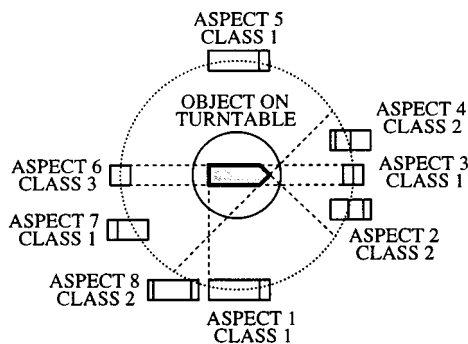 ASPECT 5
CLASS 1
OBJECT ON
TURNTABLE
ASPECT 4
CLASS 2
ASPECT 6
CLASS 3
ASPECT 3
CLASS 1
ASPECT 7
CLASS 1
ASPECT 2
CLASS 2
ASPECT 8
CLASS 2
ASPECT 1
CLASS 1